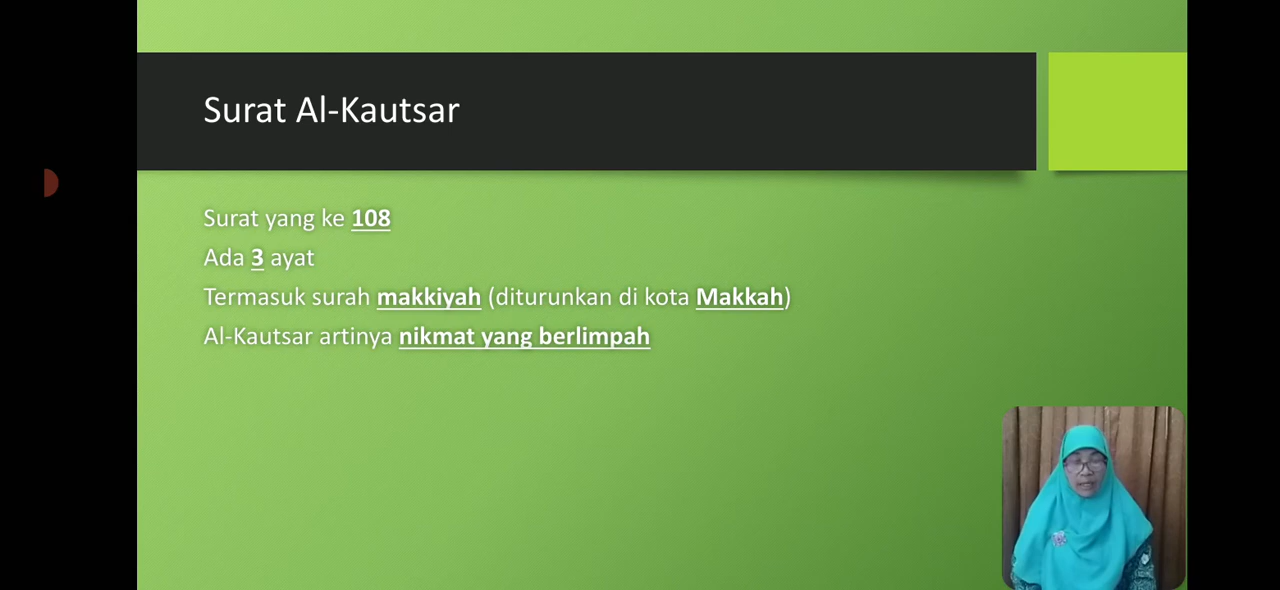 Surat Al-Kautsar
Surat yang ke 108
Ada 3 ayat
Termasuk surah makkiyah (diturunkan di kota Makkah)
Al-Kautsar artinya nikmat yang berlimpah